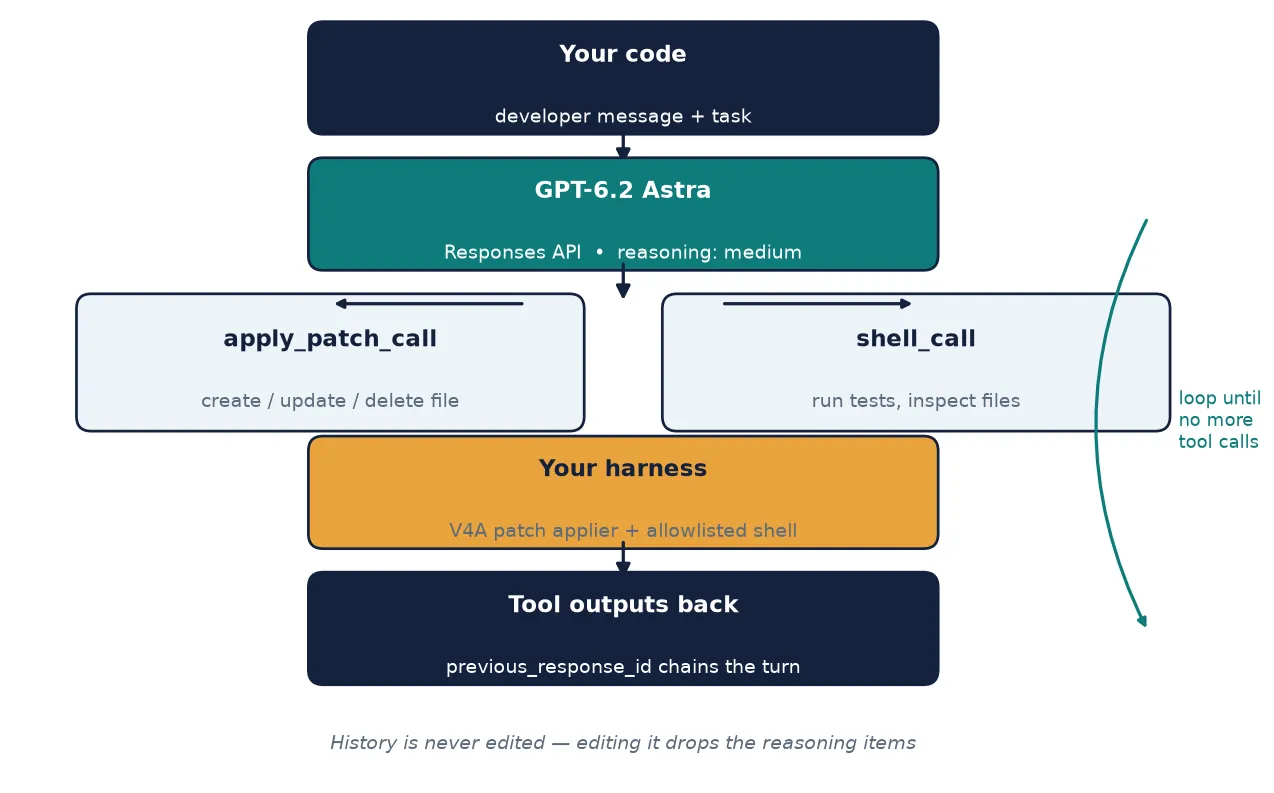 Your code
developer message + task
GPT-6.2 Astra
Responses API • reasoning: medium
apply_patch_call
create / update / delete file
shell_call
run tests, inspect files
loop until
no more
tool calls
Your harness
V4A patch applier + allowlisted shell
Tool outputs back
previous_response_id chains the turn
History is never edited — editing it drops the reasoning items